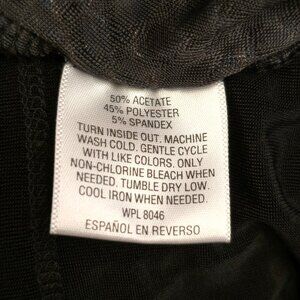 50% ACETATE
45% POLYESTER
5% SPANDEX
TURN INSIDE OUT. MACHINE
WASH COLD. GENTLE CYCLE
WITH LIKE COLORS. ONLY
NON-CHLORINE BLEACH WHEN
NEEDED. TUMBLE DRY LOW.
COOL IRON WHEN NEEDED.
WPL 8046
ESPAÑOL EN REVERSO